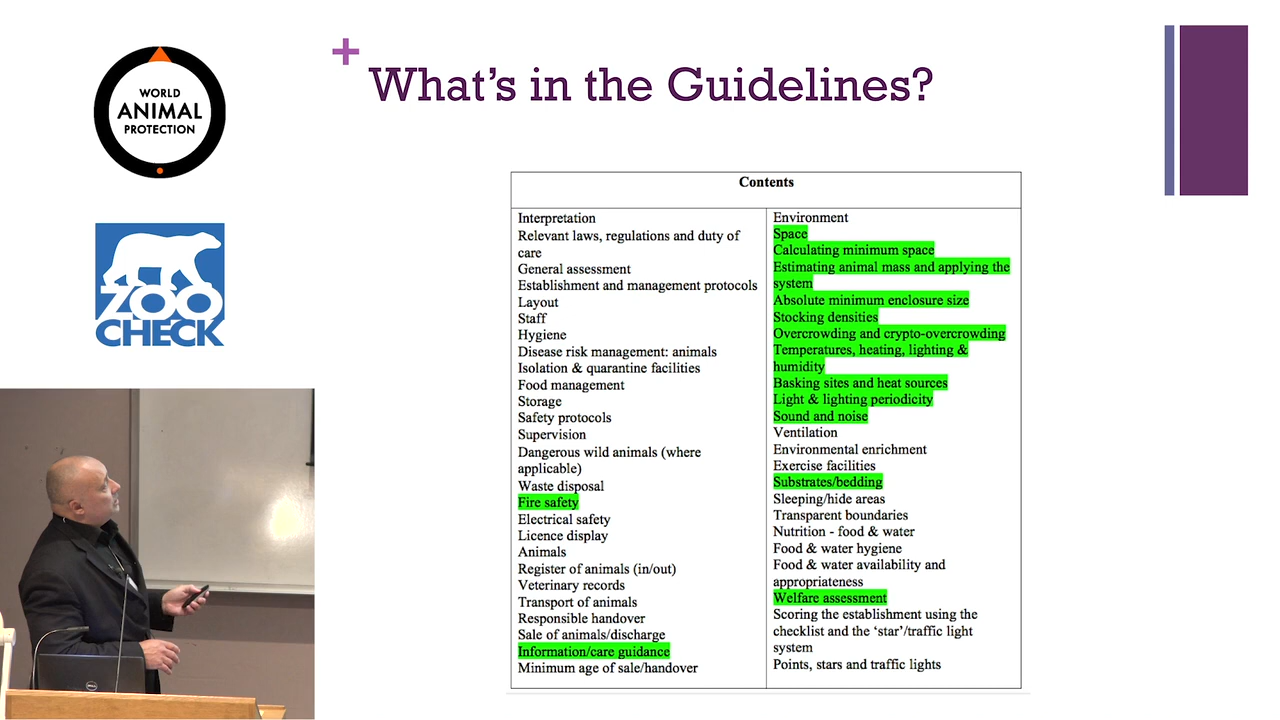 WORLD
ANIMAL
PROTECTION
ZOO
CHECK
+
What's in the Guidelines?
Contents
Interpretation
Relevant laws, regulations and duty of
care
General assessment
Establishment and management protocols
Layout
Staff
Hygiene
Disease risk management: animals
Isolation & quarantine facilities
Food management
Storage
Safety protocols
Supervision
Dangerous wild animals (where
applicable)
Waste disposal
Fire safety
Electrical safety
Licence display
Animals
Register of animals (in/out)
Veterinary records
Transport of animals
Responsible handover
Sale of animals/discharge
Information/care guidance
Minimum age of sale/handover
Environment
Space
Calculating minimum space
Estimating animal mass and applying the
system
Absolute minimum enclosure size
Stocking densities
Overcrowding and crypto-overcrowding
Temperatures, heating, lighting &
humidity
Basking sites and heat sources
Light & lighting periodicity
Sound and noise
Ventilation
Environmental enrichment
Exercise facilities
Substrates/bedding
Sleeping/hide areas
Transparent boundaries
Nutrition - food & water
Food & water hygiene
Food & water availability and
appropriateness
Welfare assessment
Scoring the establishment using the
checklist and the ‘star’/traffic light
system
Points, stars and traffic lights
DELL